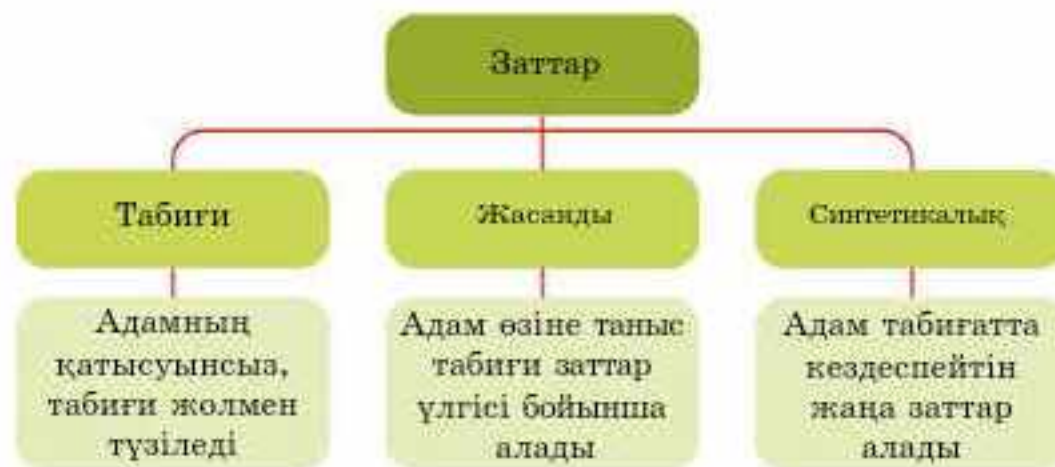 Заттар
Табиғи
Жасанды
Синтетикалық
Адамның
қатысуынсыз,
табиғи жолмен
түзіледі
Адам өзіне таныс
табиғи заттар
үлгісі бойынша
алады
Адам табиғатта
кездеспейтін
жаңа заттар
алады